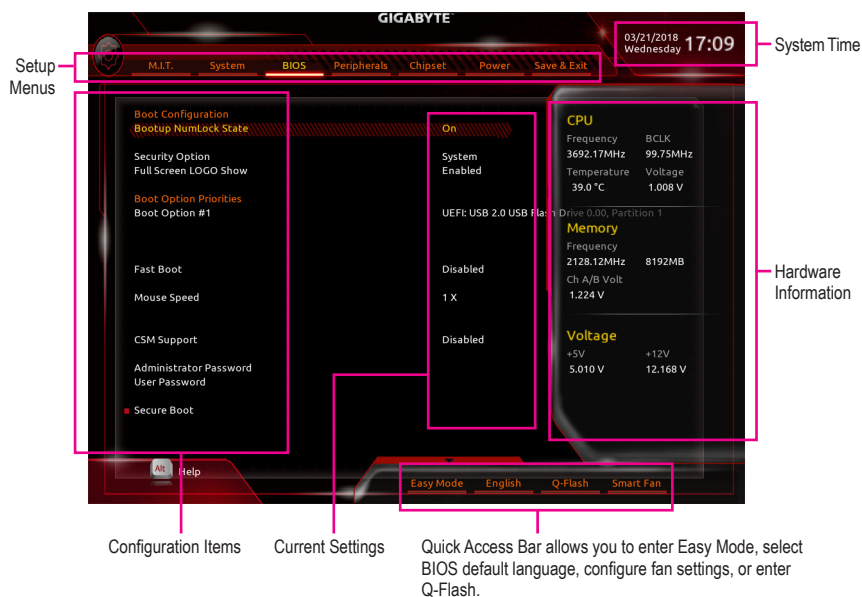 GIGABYTE™
03/21/2018
Wednesday 17:09
System Time
Setup
Menus
M.I.T. System BIOS Peripherals Chipset Power Save & Exit
Boot Configuration
Bootup NumLock State On
Security Option System
Full Screen LOGO Show Enabled
Boot Option Priorities
Boot Option #1 UEFI: USB 2.0 USB Flash Drive 0.00, Partition 1
Fast Boot Disabled
Mouse Speed 1 X
CSM Support Disabled
Administrator Password
User Password
Secure Boot
CPU
Frequency BCLK
3692.17MHz 99.75MHz
Temperature Voltage
39.0 °C 1.008 V
Memory
Frequency
2128.12MHz 8192MB
Ch A/B Volt
1.224 V
Voltage
+5V +12V
5.010 V 12.168 V
Hardware
Information
Alt Help
Easy Mode English Q-Flash Smart Fan
Configuration Items
Current Settings
Quick Access Bar allows you to enter Easy Mode, select
BIOS default language, configure fan settings, or enter
Q-Flash.